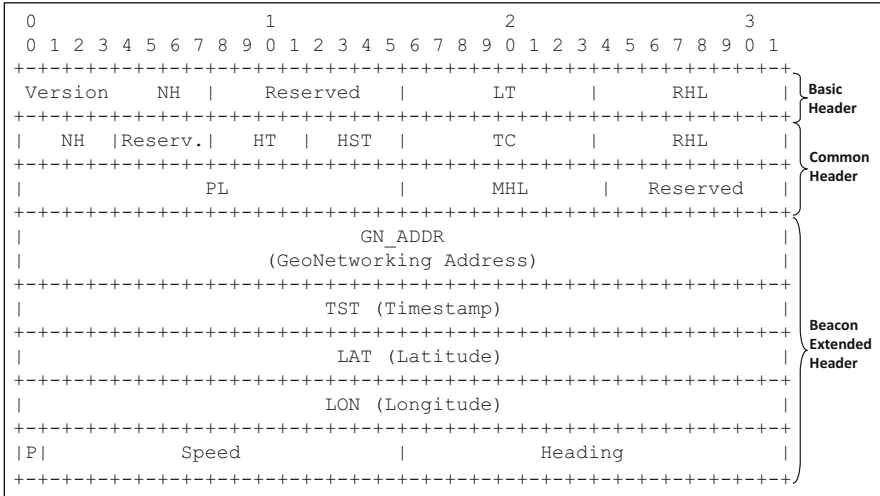 0                   1                   2                   3
0 1 2 3 4 5 6 7 8 9 0 1 2 3 4 5 6 7 8 9 0 1 2 3 4 5 6 7 8 9 0 1
+-+-+-+-+-+-+-+-+-+-+-+-+-+-+-+-+-+-+-+-+-+-+-+-+-+-+-+-+-+-+-+-+
Version    NH  |    Reserved   |       LT      |      RHL      |
Basic Header
+-+-+-+-+-+-+-+-+-+-+-+-+-+-+-+-+-+-+-+-+-+-+-+-+-+-+-+-+-+-+-+-+
|   NH  |Reserv.|   HT  |  HST  |       TC      |      RHL      |
+-+-+-+-+-+-+-+-+-+-+-+-+-+-+-+-+-+-+-+-+-+-+-+-+-+-+-+-+-+-+-+-+
Common Header
|               PL              |       MHL      |   Reserved   |
+-+-+-+-+-+-+-+-+-+-+-+-+-+-+-+-+-+-+-+-+-+-+-+-+-+-+-+-+-+-+-+-+
|                            GN_ADDR                            |
|                    (GeoNetworking Address)                    |
+-+-+-+-+-+-+-+-+-+-+-+-+-+-+-+-+-+-+-+-+-+-+-+-+-+-+-+-+-+-+-+-+
|                         TST (Timestamp)                       |
+-+-+-+-+-+-+-+-+-+-+-+-+-+-+-+-+-+-+-+-+-+-+-+-+-+-+-+-+-+-+-+-+
Beacon Extended Header
|                          LAT (Latitude)                       |
+-+-+-+-+-+-+-+-+-+-+-+-+-+-+-+-+-+-+-+-+-+-+-+-+-+-+-+-+-+-+-+-+
|                         LON (Longitude)                       |
+-+-+-+-+-+-+-+-+-+-+-+-+-+-+-+-+-+-+-+-+-+-+-+-+-+-+-+-+-+-+-+-+
|P|           Speed             |           Heading             |
+-+-+-+-+-+-+-+-+-+-+-+-+-+-+-+-+-+-+-+-+-+-+-+-+-+-+-+-+-+-+-+-+